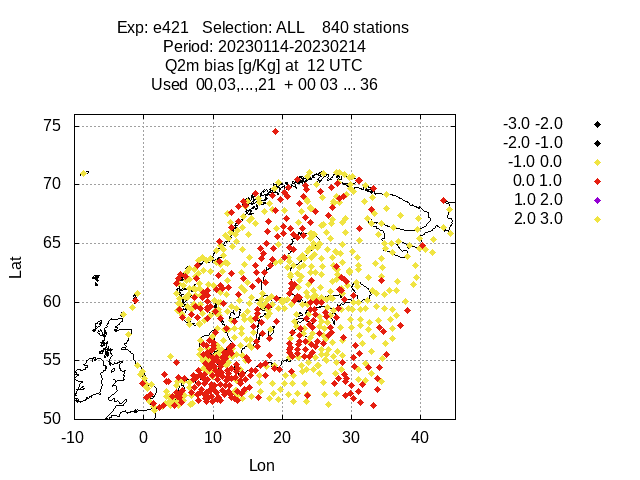 Exp: e421 Selection: ALL 840 stations
Period: 20230114-20230214
Q2m bias [g/Kg] at 12 UTC
Used 00,03,...,21 + 00 03 ... 36
75
70
65
60
55
50
Lat
-10 0 10 20 30 40
Lon
-3.0 -2.0
-2.0 -1.0
-1.0 0.0
0.0 1.0
1.0 2.0
2.0 3.0